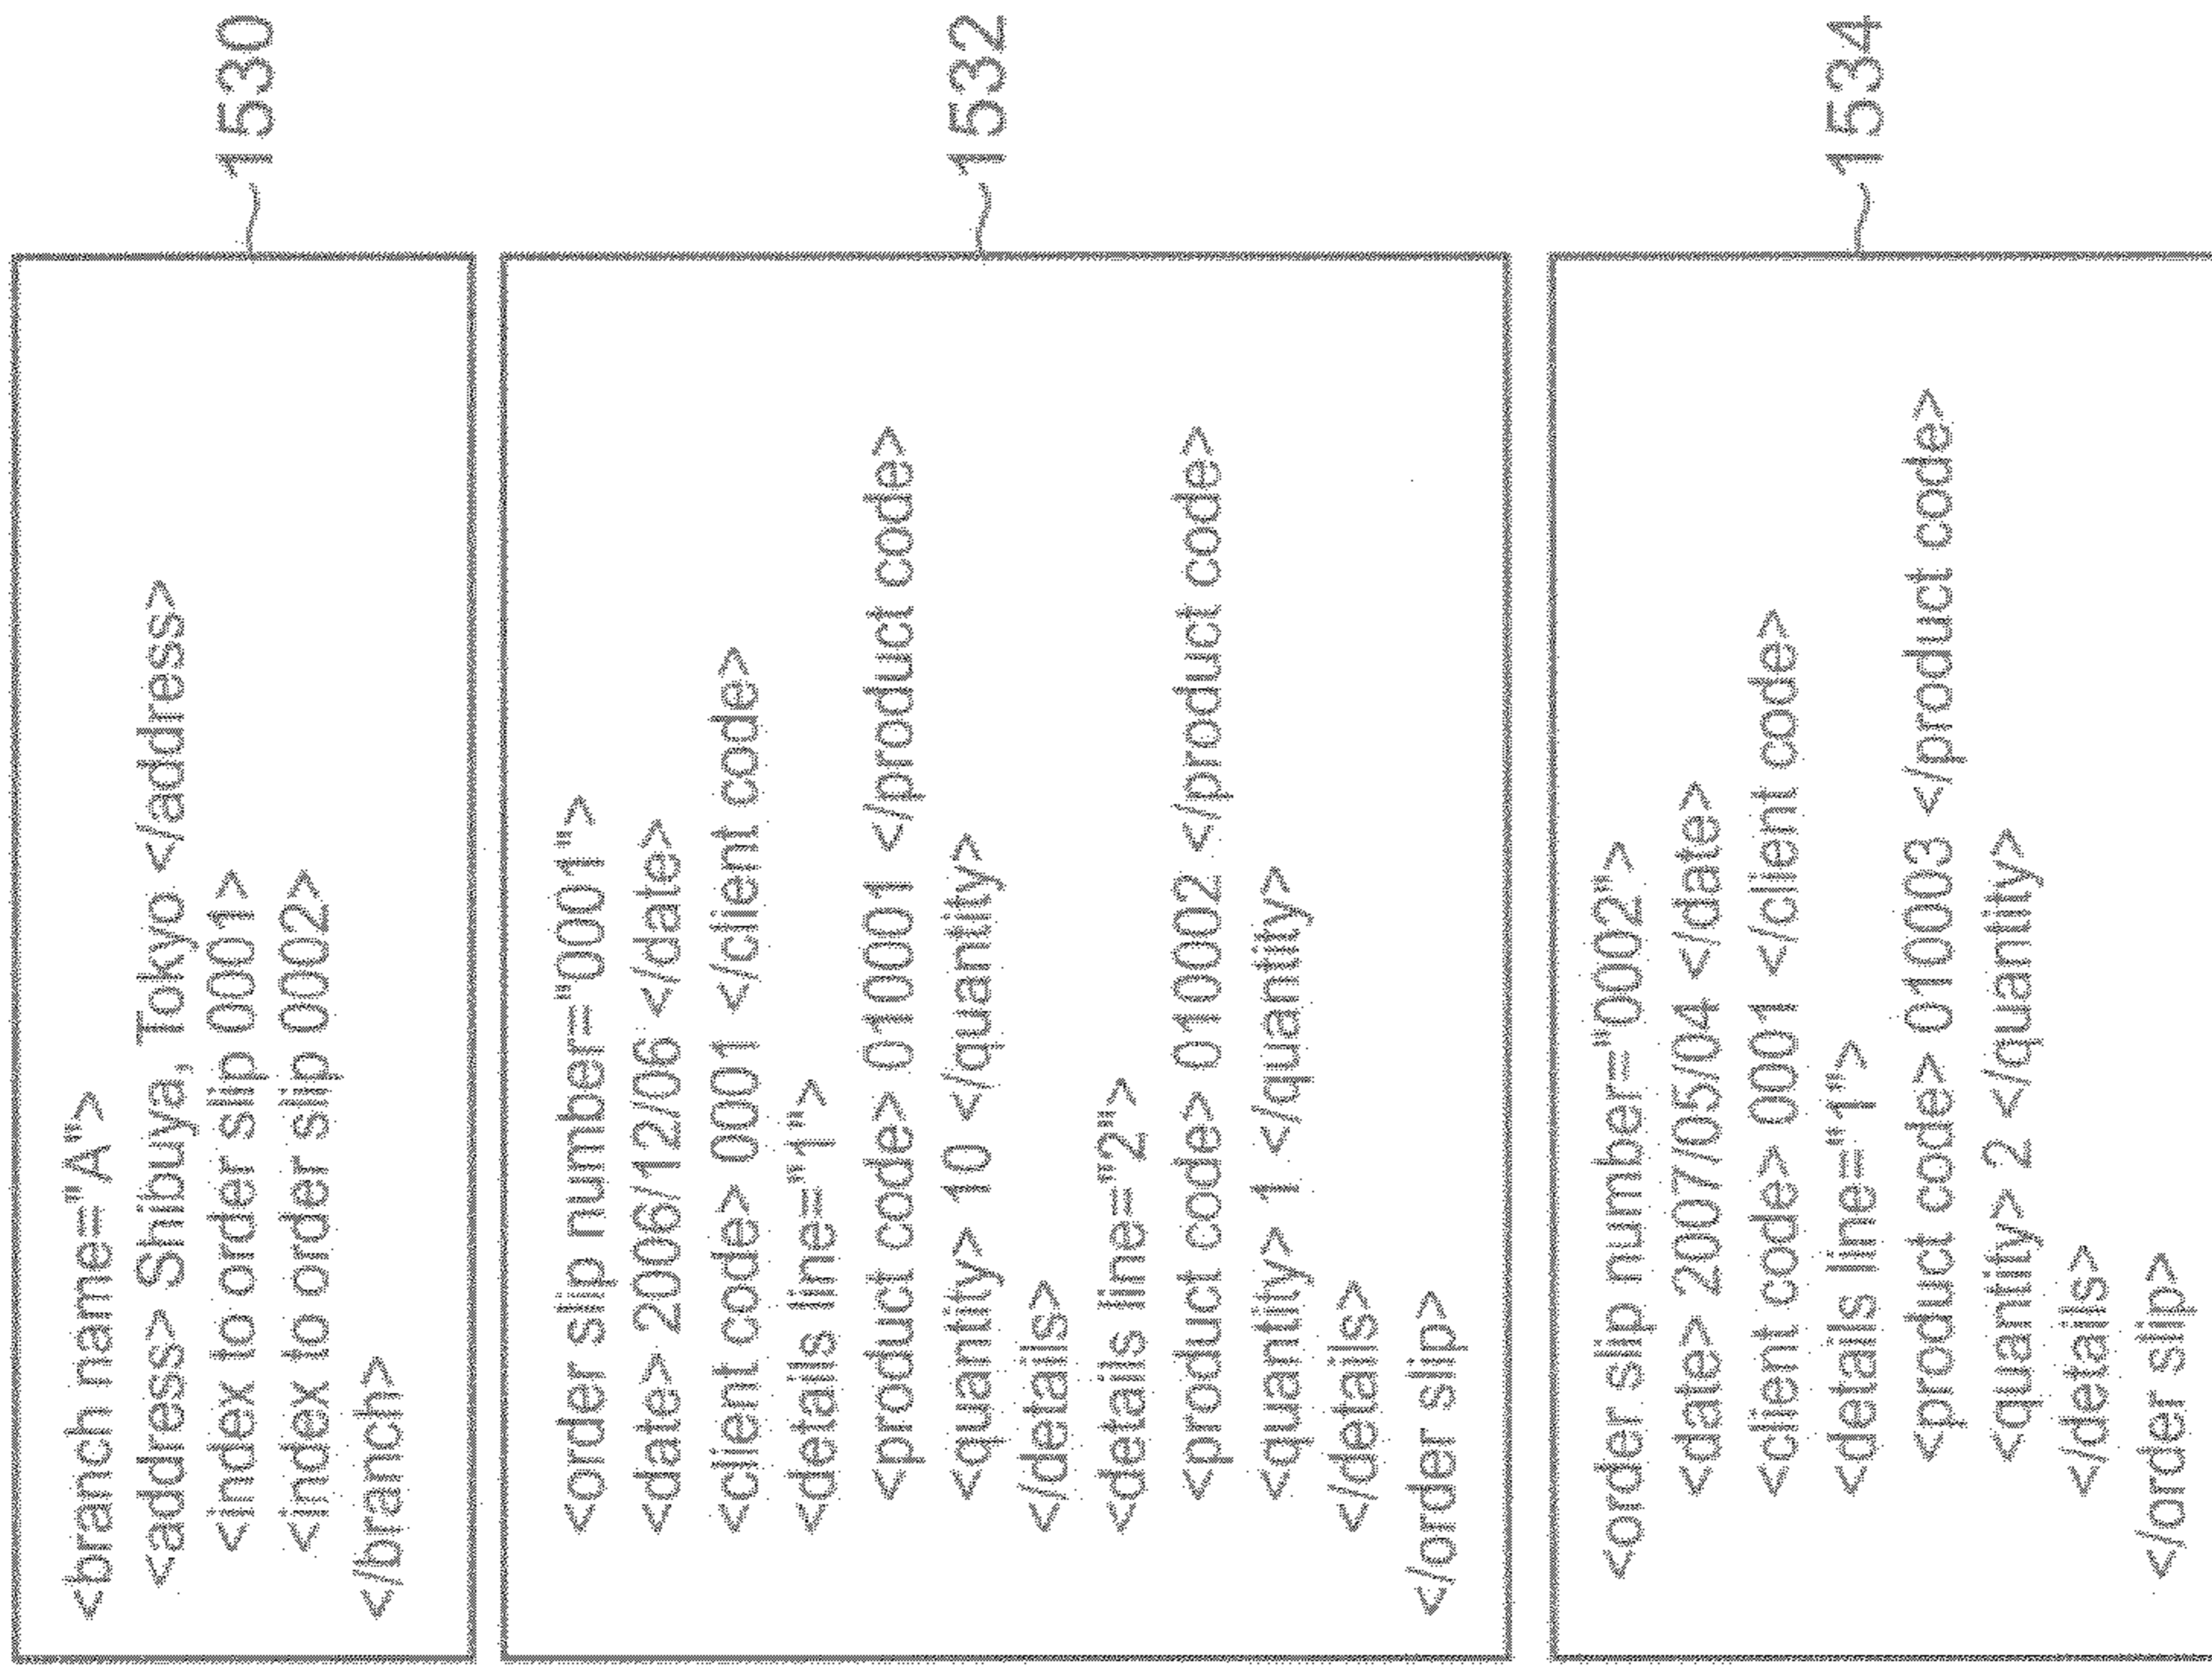 <branch name="A">
<address> Shibuya, Tokyo </address>
<index to order slip 0001>
<index to order slip 0002>
</branch>
1530
<order slip number="0001">
<date> 2006/12/06 </date>
<client code> 0001 </client code>
<details line="1">
<product code> 010001 </product code>
<quantity> 10 </quantity>
</details>
<details line="2">
<product code> 010002 </product code>
<quantity> 1 </quantity>
</details>
</order slip>
1532
<order slip number="0002">
<date> 2007/05/04 </date>
<client code> 0001 </client code>
<details line="1">
<product code> 010003 </product code>
<quantity> 2 </quantity>
</details>
</order slip>
1534